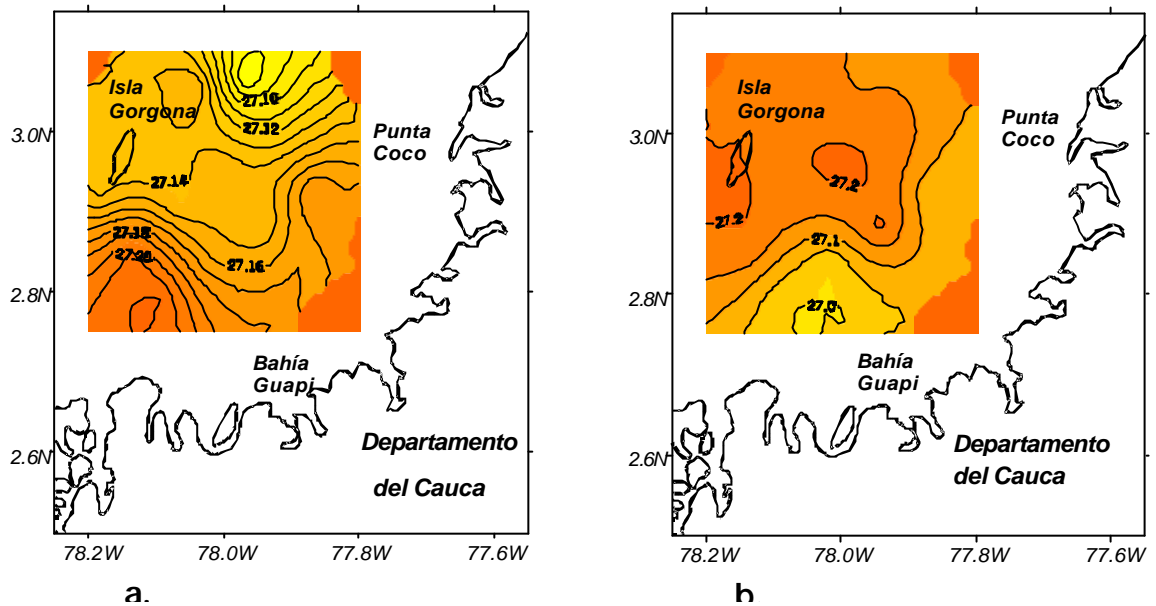 Isla
Gorgona
27.10
27.12
27.14
27.16
27.18
Punta
Coco
Bahía
Guapi
Departamento
del Cauca
3.0N
2.8N
2.6N
78.2W
78.0W
77.8W
77.6W
a.
Isla
Gorgona
27.2
27.2
27.1
27.0
Punta
Coco
Bahía
Guapi
Departamento
del Cauca
3.0N
2.8N
2.6N
78.2W
78.0W
77.8W
77.6W
b